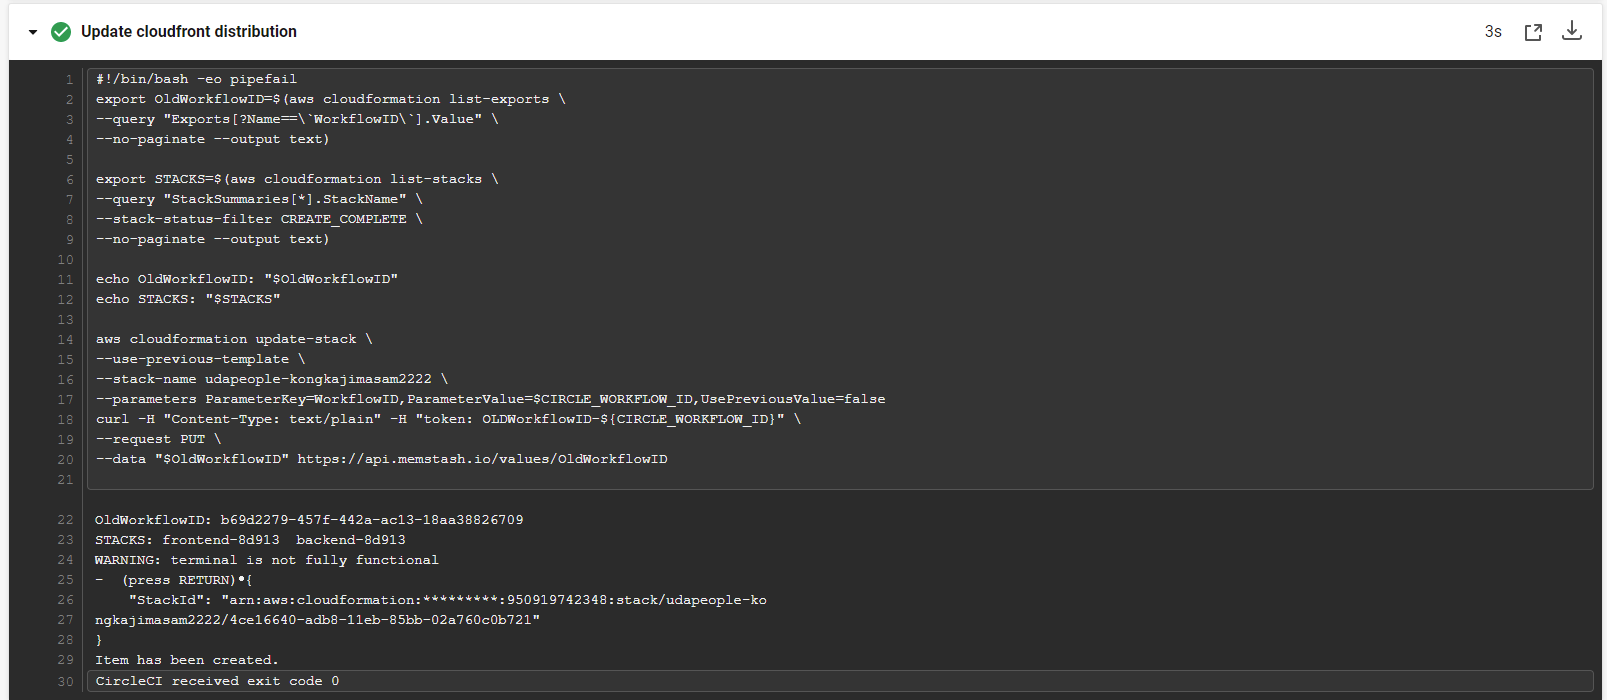 Update cloudfront distribution
3s
1 #!/bin/bash -eo pipefail
2 export OldWorkflowID=$(aws cloudformation list-exports \
3 --query "Exports[?Name==\`WorkflowID\`].Value" \
4 --no-paginate --output text)
5
6 export STACKS=$(aws cloudformation list-stacks \
7 --query "StackSummaries[*].StackName" \
8 --stack-status-filter CREATE_COMPLETE \
9 --no-paginate --output text)
10
11 echo OldWorkflowID: "$OldWorkflowID"
12 echo STACKS: "$STACKS"
13
14 aws cloudformation update-stack \
15 --use-previous-template \
16 --stack-name udapeople-kongkajimasam2222 \
17 --parameters ParameterKey=WorkflowID,ParameterValue=$CIRCLE_WORKFLOW_ID,UsePreviousValue=false
18 curl -H "Content-Type: text/plain" -H "token: OLDWorkflowID-${CIRCLE_WORKFLOW_ID}" \
19 --request PUT \
20 --data "$OldWorkflowID" https://api.memstash.io/values/OldWorkflowID
21
22 OldWorkflowID: b69d2279-457f-442a-ac13-18aa38826709
23 STACKS: frontend-8d913  backend-8d913
24 WARNING: terminal is not fully functional
25 -  (press RETURN)•{
26     "StackId": "arn:aws:cloudformation:*********:950919742348:stack/udapeople-ko
27 ngkajimasam2222/4ce16640-adb8-11eb-85bb-02a760c0b721"
28 }
29 Item has been created.
30 CircleCI received exit code 0